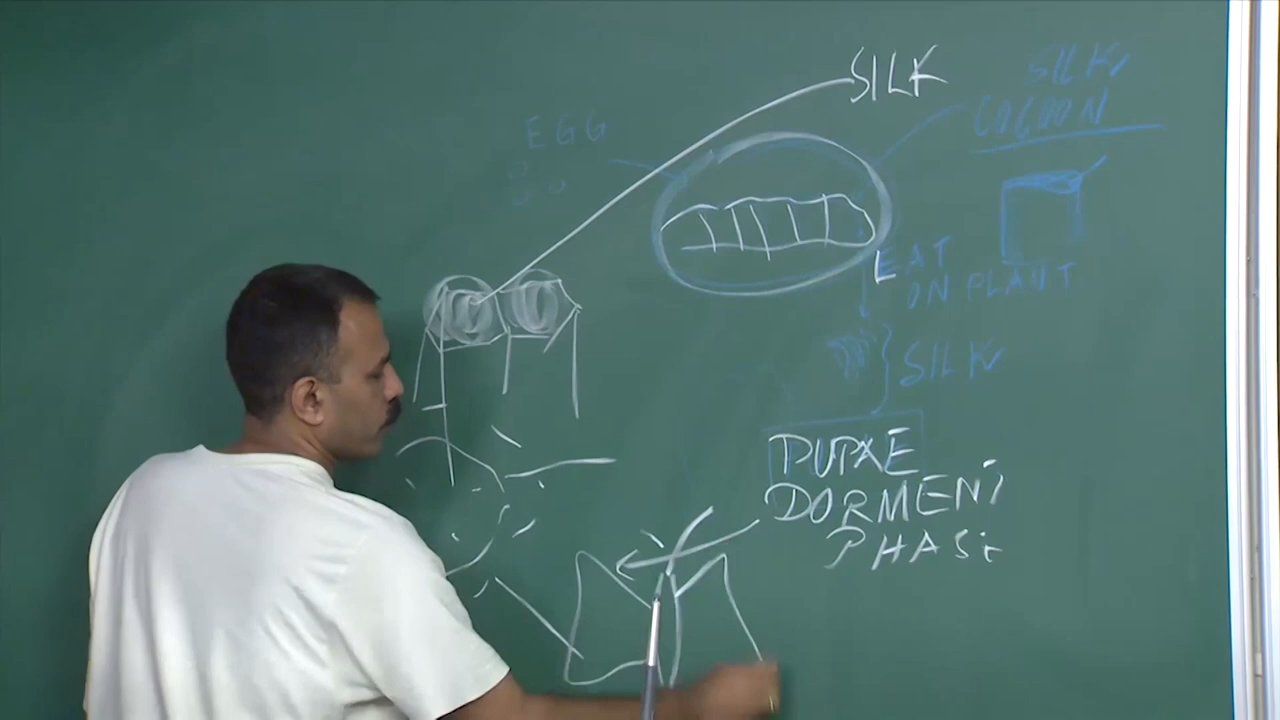 SILK
SILK
COCOON
EGG
EAT
ON PLANT
SILK
PUPAE
DORMENT
PHASE